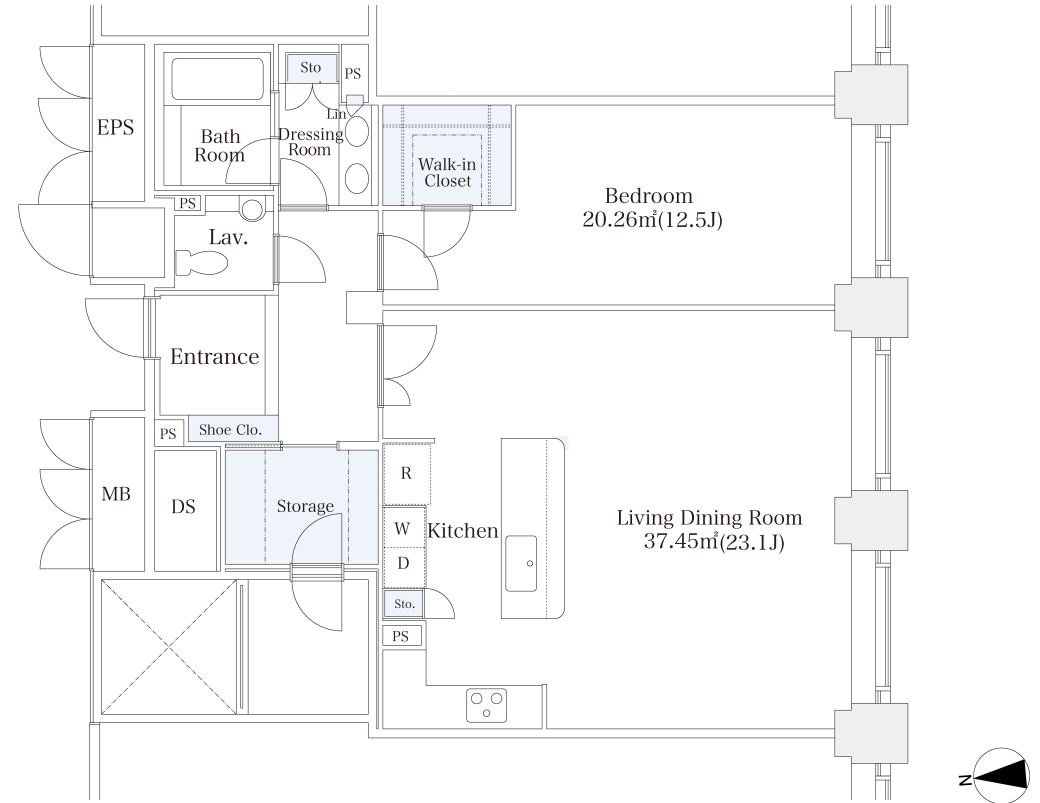 Sto
PS
Lin
EPS
Bath
Room
Dressing
Room
Walk-in
Closet
Bedroom
20.26㎡(12.5J)
PS
Lav.
Entrance
PS
Shoe Clo.
MB
DS
Storage
R
W
D
Kitchen
Living Dining Room
37.45㎡(23.1J)
Sto.
PS
N